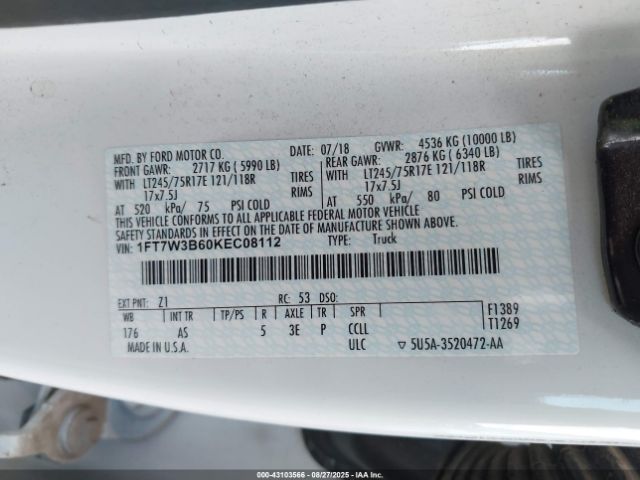 MFD. BY FORD MOTOR CO. DATE: 07/18 GVWR: 4536 KG (10000 LB)
FRONT GAWR: 2717 KG ( 5990 LB) REAR GAWR: 2876 KG ( 6340 LB)
WITH LT245/75R17E 121/118R TIRES WITH LT245/75R17E 121/118R TIRES
17x7.5J RIMS 17x7.5J RIMS
AT 520 kPa/ 75 PSI COLD AT 550 kPa/ 80 PSI COLD
THIS VEHICLE CONFORMS TO ALL APPLICABLE FEDERAL MOTOR VEHICLE
SAFETY STANDARDS IN EFFECT ON THE DATE OF MANUFACTURE SHOWN ABOVE.
VIN: 1FT7W3B60KEC08112 TYPE: Truck
EXT PNT: Z1 RC: 53 DSO: F1389
WB INT TR TP/PS R AXLE TR SPR T1269
176 AS 5 3E P CCLL
MADE IN U.S.A. ULC ▽ 5U5A-3520472-AA
000-43103566 - 08/27/2025 - IAA Inc.